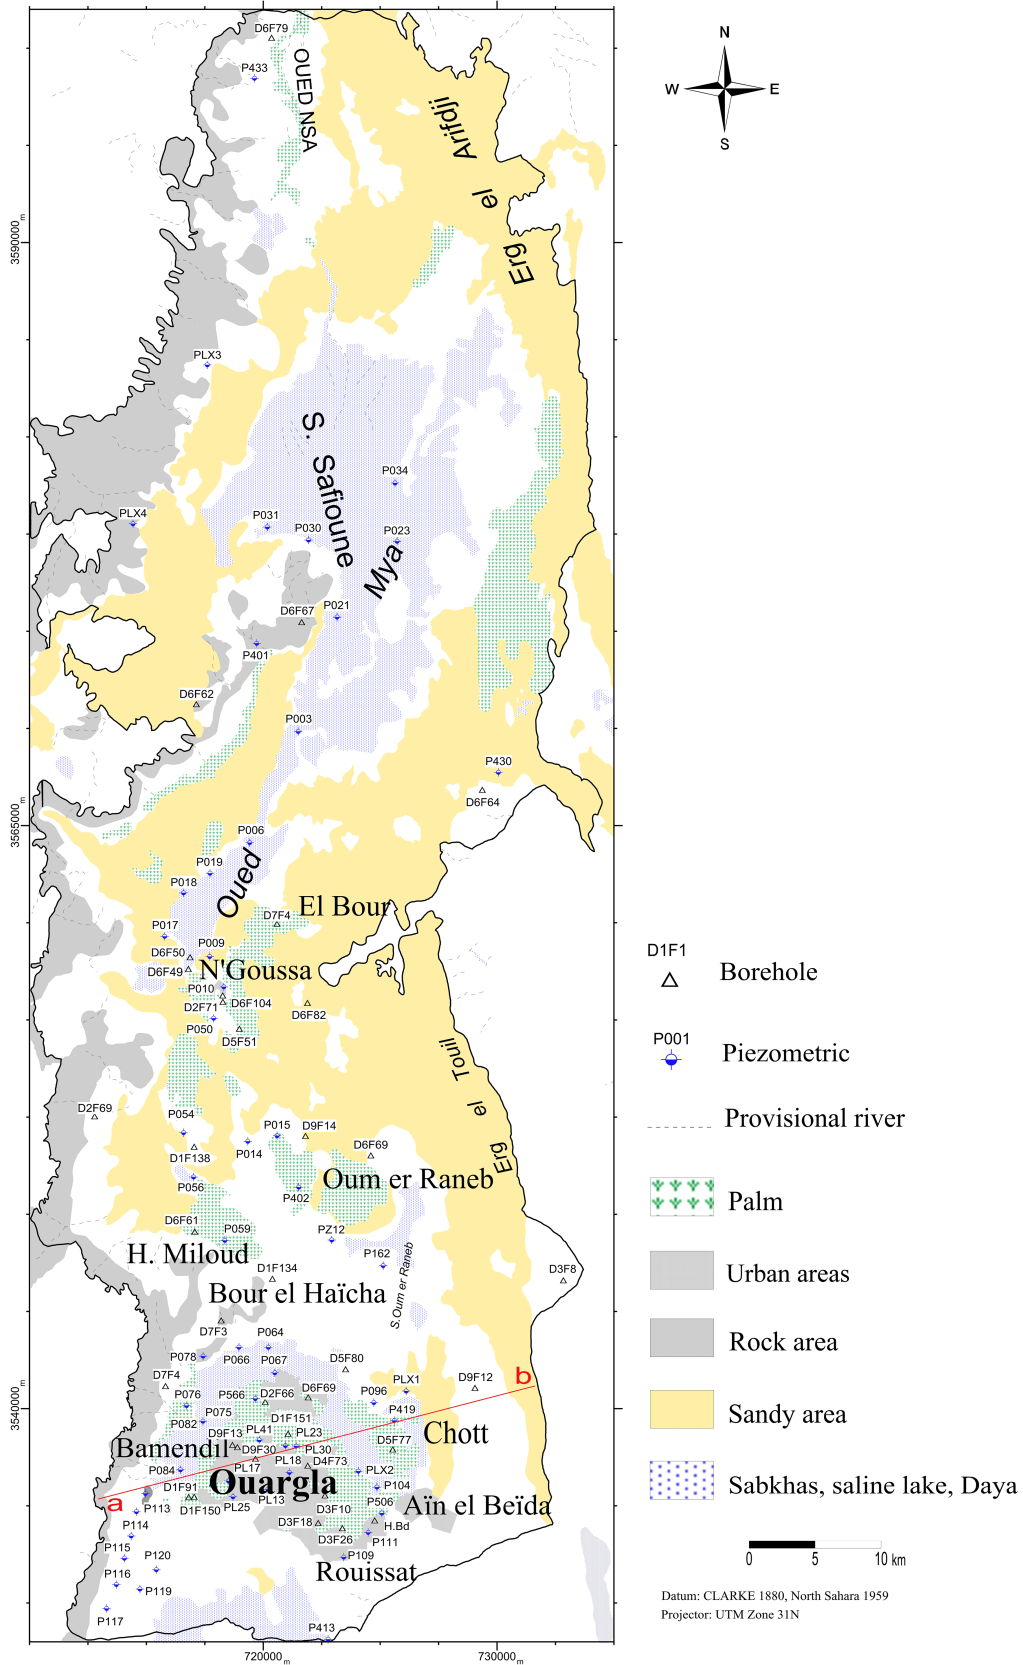 D6F79
P433
OUED NSA
Erg el Arifdji
N
W
E
S
3590000 E
PLX3
S. Safioune
P034
PLX4
P031
P030
P023
Mya
D6F67
P021
P401
D6F62
P003
P430
D6F64
3565000 E
P006
P019
P018
Oued
El Bour
D7F4
P017
P009
D6F50
D6F49
N'Goussa
P010
D2F71
D6F104
D6F82
P050
D5F51
Erg el Touil
D2F69
P054
P015
D9F14
P014
D1F138
D6F69
P056
Oum er Raneb
P402
D6F61
P059
PZ12
H. Miloud
P162
S.Oum er Raneb
D1F134
D3F8
Bour el Haïcha
D7F3
P064
P078
P066
P067
D5F80
D7F4
PLX1
D9F12
b
P076
P566
D2F66
D6F69
P096
P075
P419
P082
D1F151
D9F13
PL41
PL23
Chott
Bamendil
D9F30
PL30
D5F77
PL17
PL18
D4F73
P084
Ouargla
PLX2
D1F91
P104
a
P113
D1F150
PL25
PL13
D3F10
P506
Aïn el Beïda
P114
D3F18
H.Bd
D3F26
P111
P115
P120
P109
Rouissat
P116
P119
P117
P413
3540000 E
720000 m
730000 m
D1F1
Borehole
P001
Piezometric
Provisional river
Palm
Urban areas
Rock area
Sandy area
Sabkhas, saline lake, Daya
0 5 10 km
Datum: CLARKE 1880, North Sahara 1959
Projector: UTM Zone 31N